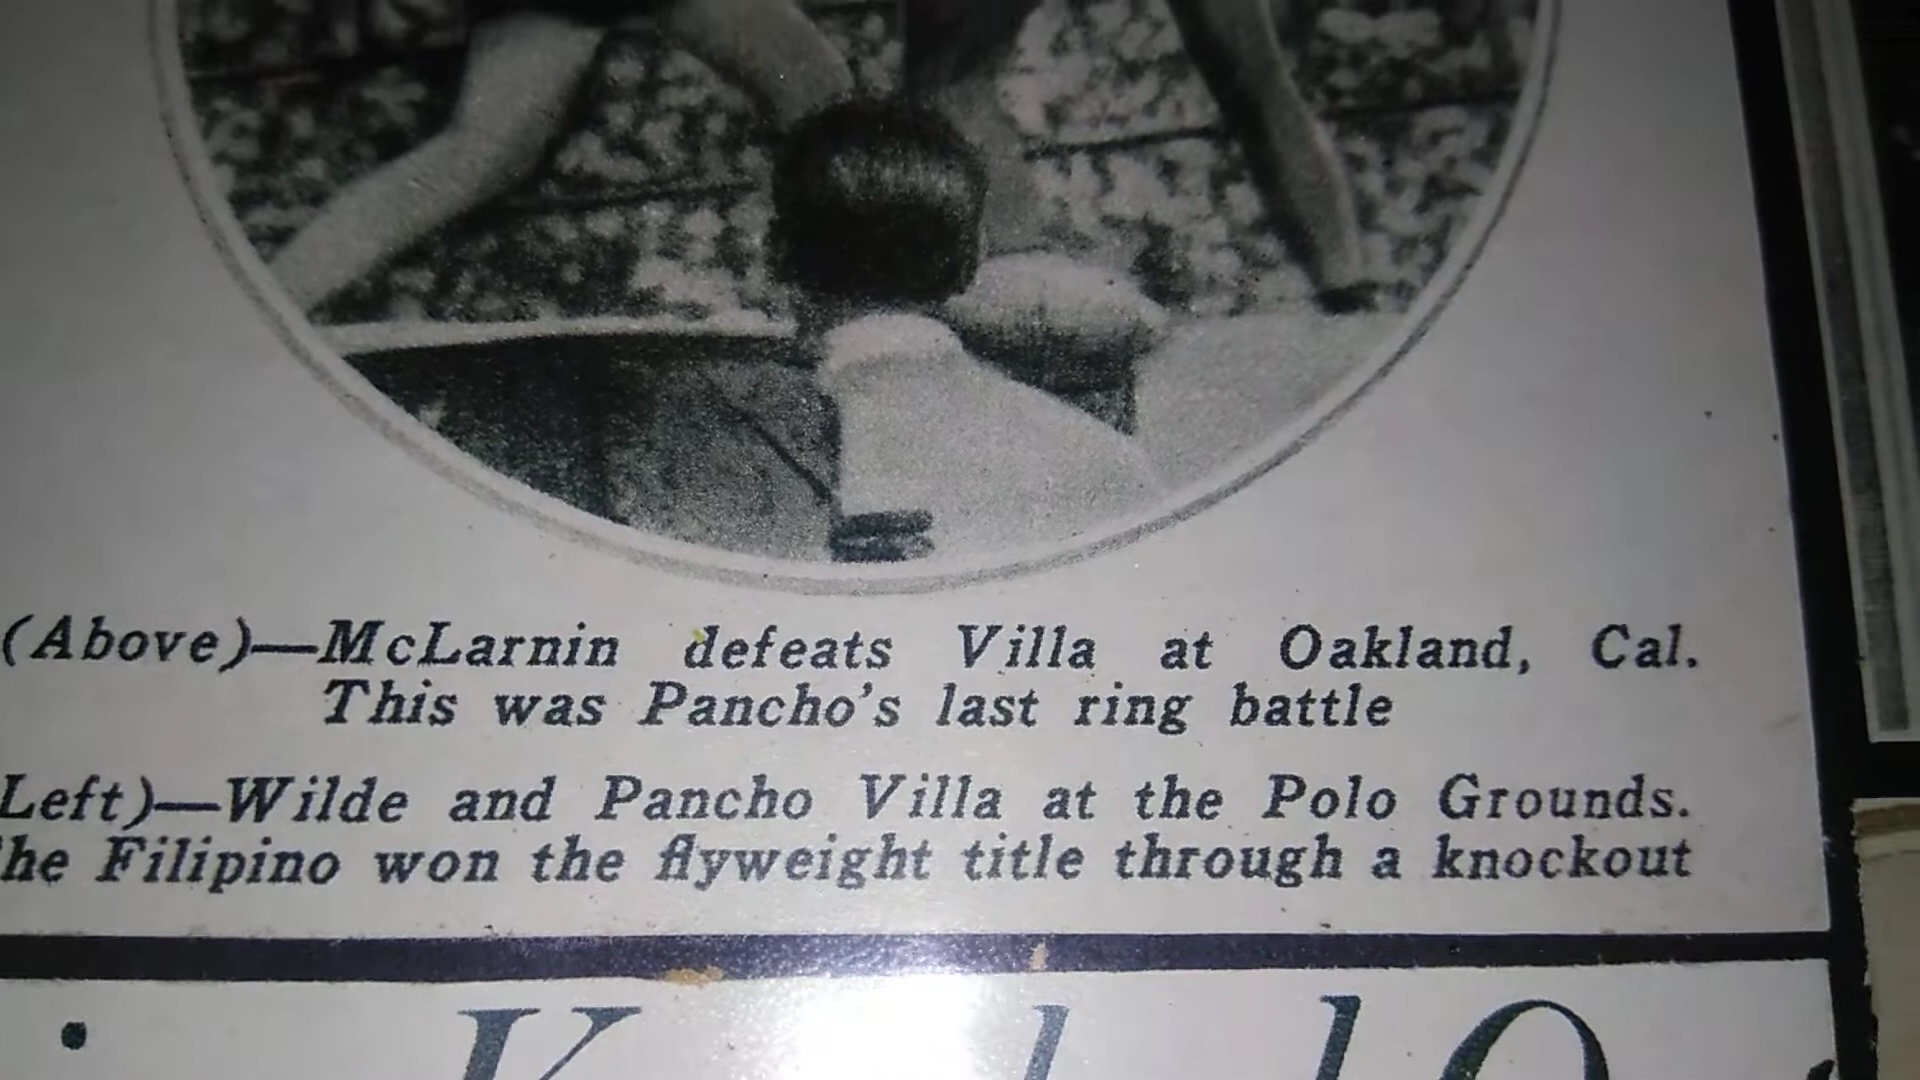 (Above)—McLarnin defeats Villa at Oakland, Cal.
This was Pancho's last ring battle
Left)—Wilde and Pancho Villa at the Polo Grounds.
he Filipino won the flyweight title through a knockout